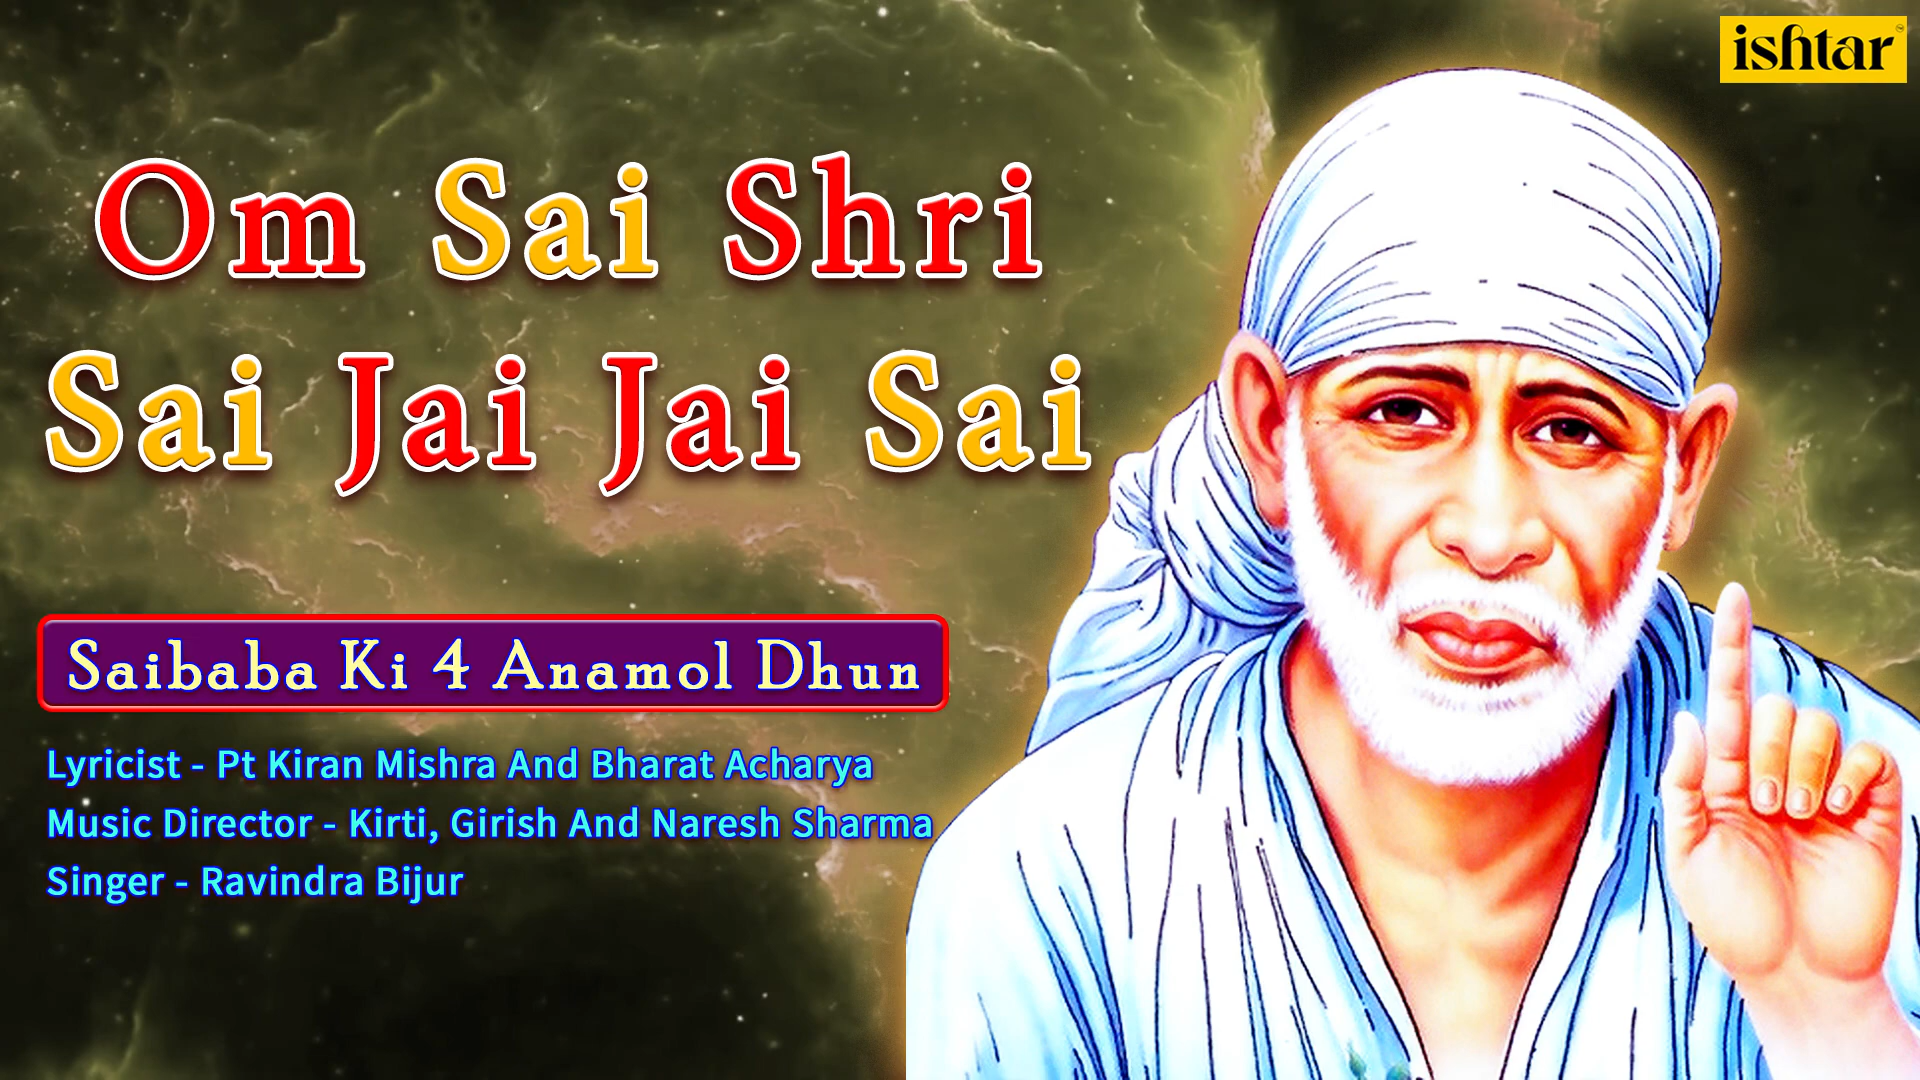 ishtar
Om Sai Shri
Sai Jai Jai Sai
Saibaba Ki 4 Anamol Dhun
Lyricist - Pt Kiran Mishra And Bharat Acharya
Music Director - Kirti, Girish And Naresh Sharma
Singer - Ravindra Bijur